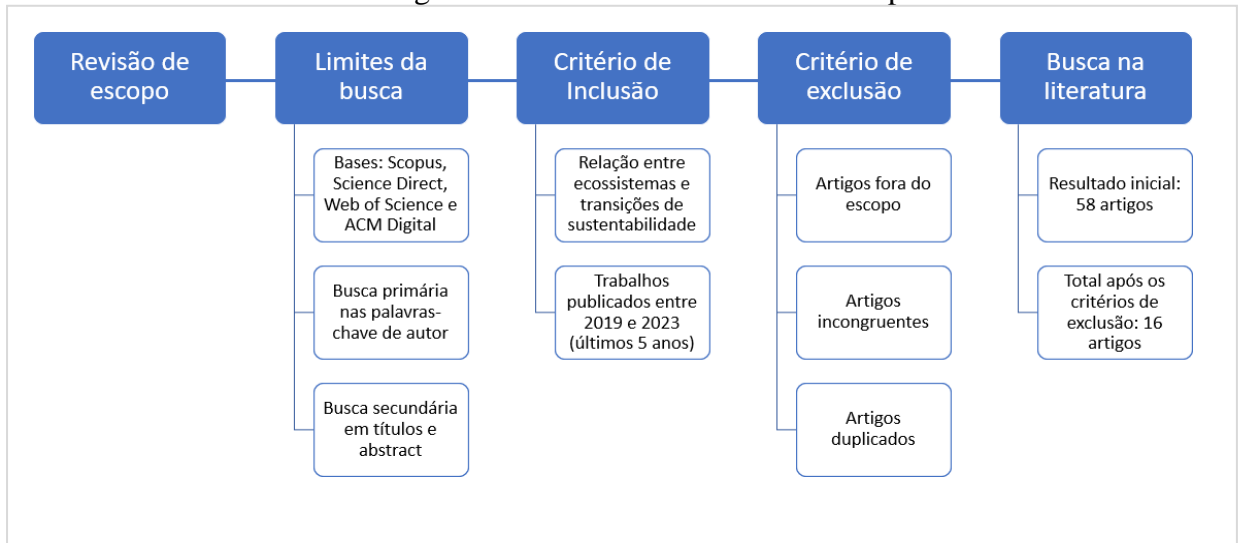 Revisão de
escopo
Limites da
busca
Bases: Scopus,
Science Direct,
Web of Science e
ACM Digital
Busca primária
nas palavras-
chave de autor
Busca secundária
em títulos e
abstract
Critério de
Inclusão
Relação entre
ecossistemas e
transições de
sustentabilidade
Trabalhos
publicados entre
2019 e 2023
(últimos 5 anos)
Critério de
exclusão
Artigos fora do
escopo
Artigos
incongruentes
Artigos
duplicados
Busca na
literatura
Resultado inicial:
58 artigos
Total após os
critérios de
exclusão: 16
artigos